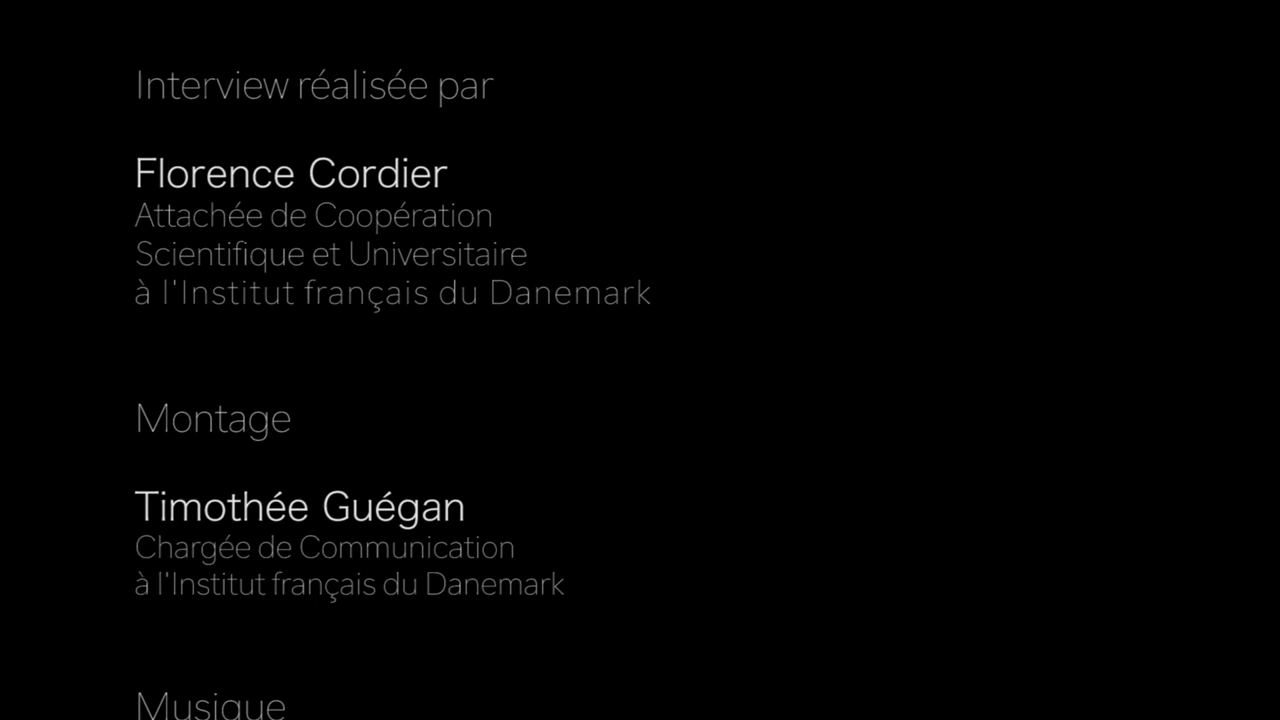 Interview réalisée par
Florence Cordier
Attachée de Coopération
Scientifique et Universitaire
à l'Institut français du Danemark
Montage
Timothée Guégan
Chargée de Communication
à l'Institut français du Danemark
Musique